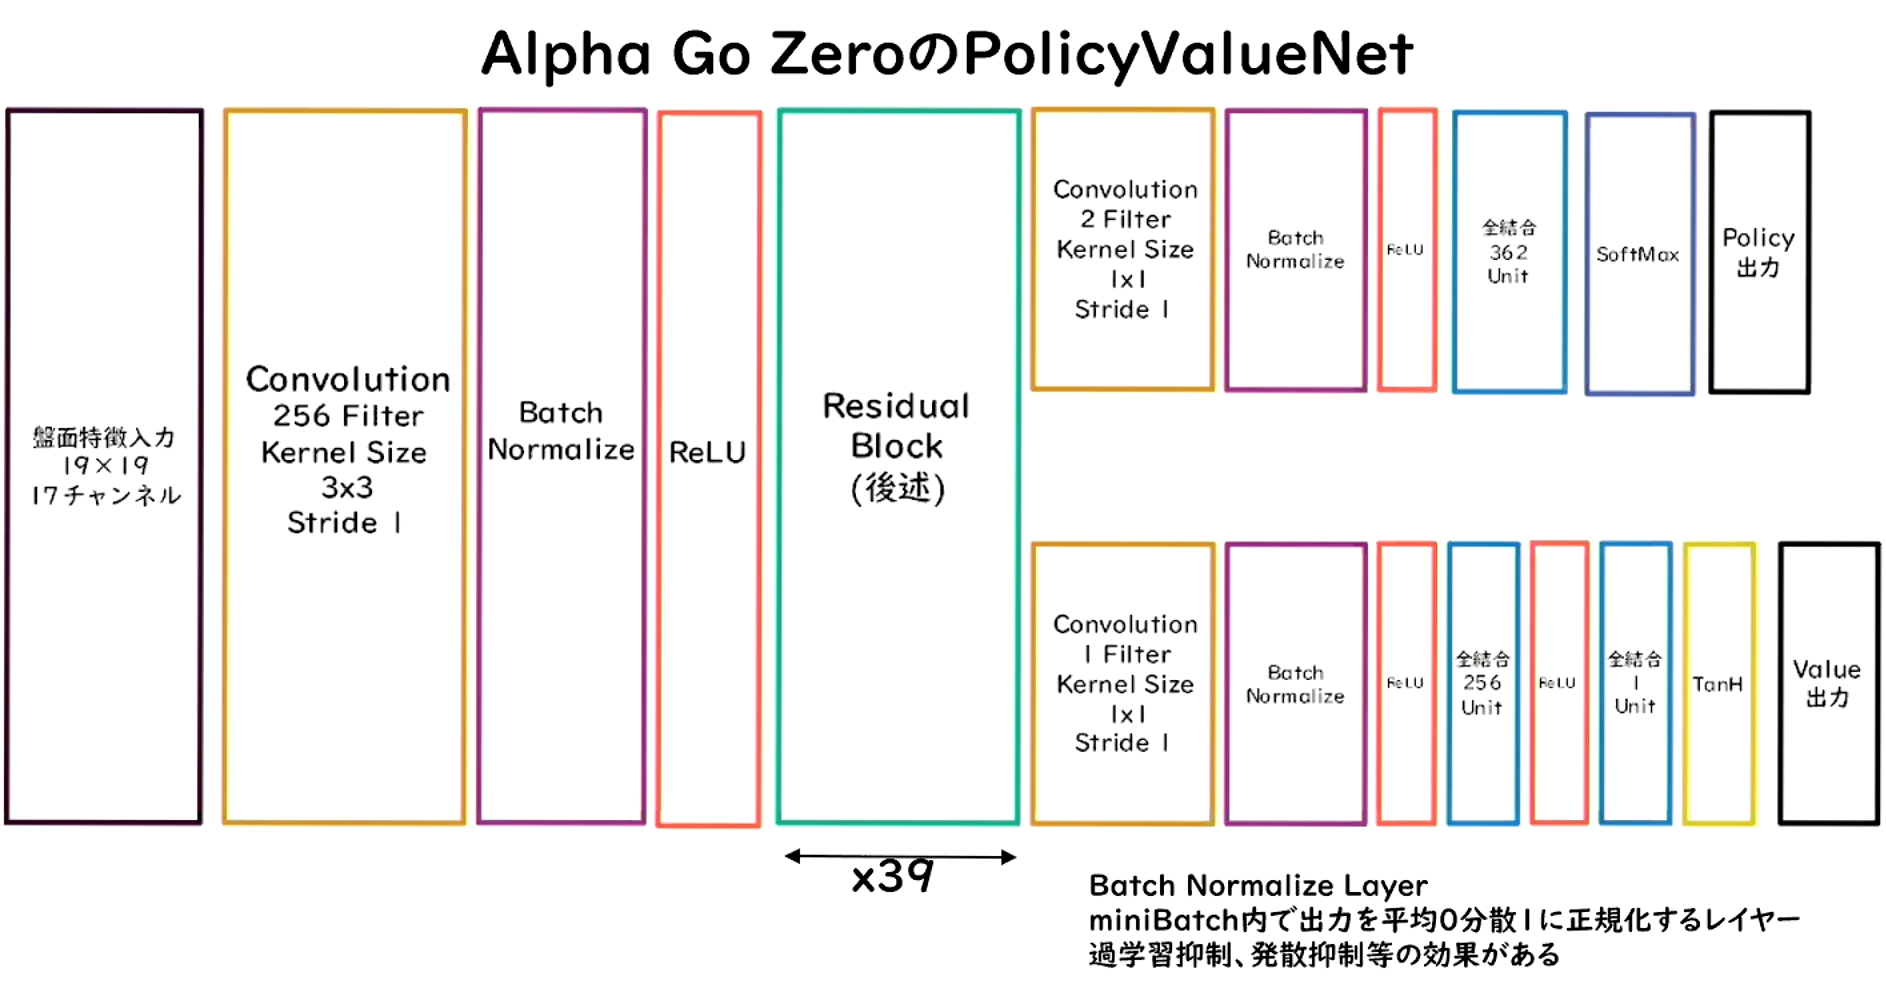 Alpha Go ZeroのPolicyValueNet
盤面特徴入力
19×19
17チャンネル
Convolution
256 Filter
Kernel Size
3x3
Stride 1
Batch
Normalize
ReLU
Residual
Block
(後述)
x39
Convolution
2 Filter
Kernel Size
1x1
Stride 1
Batch
Normalize
ReLU
全結合
362
Unit
SoftMax
Policy
出力
Convolution
1 Filter
Kernel Size
1x1
Stride 1
Batch
Normalize
ReLU
全結合
256
Unit
ReLU
全結合
1
Unit
TanH
Value
出力
Batch Normalize Layer
miniBatch内で出力を平均0分散1に正規化するレイヤー
過学習抑制、発散抑制等の効果がある